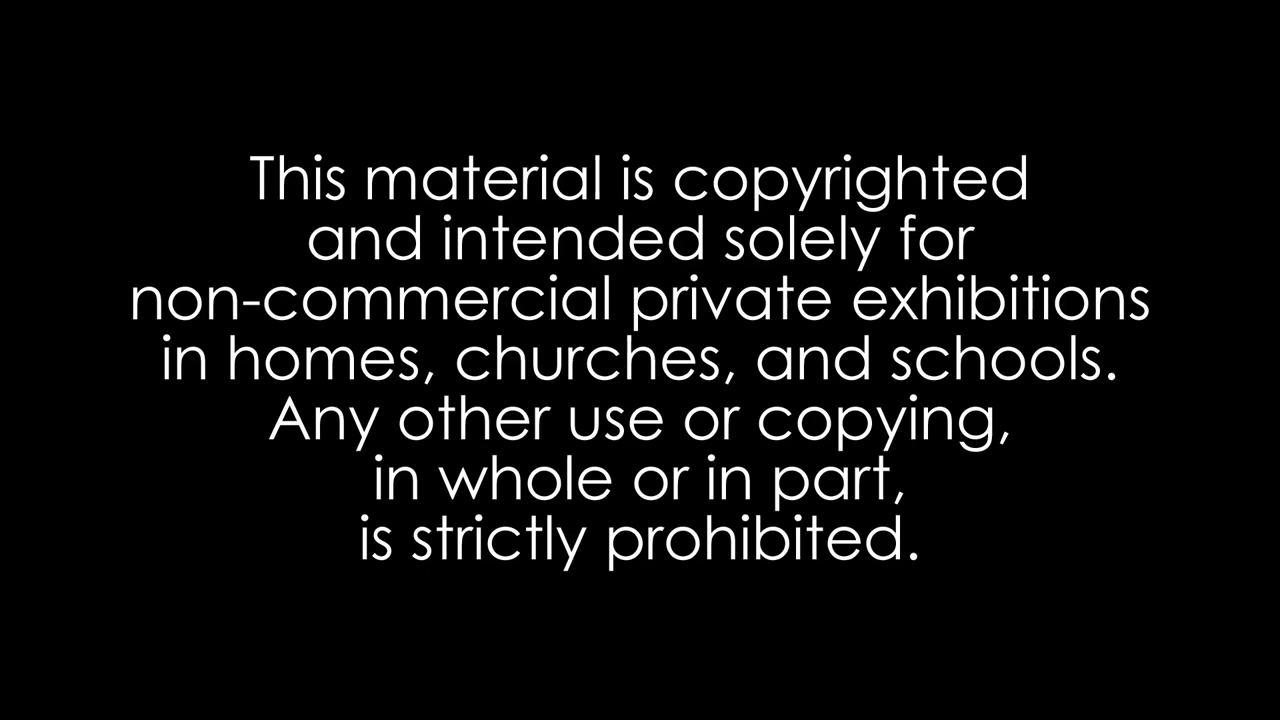 This material is copyrighted
and intended solely for
non-commercial private exhibitions
in homes, churches, and schools.
Any other use or copying,
in whole or in part,
is strictly prohibited.